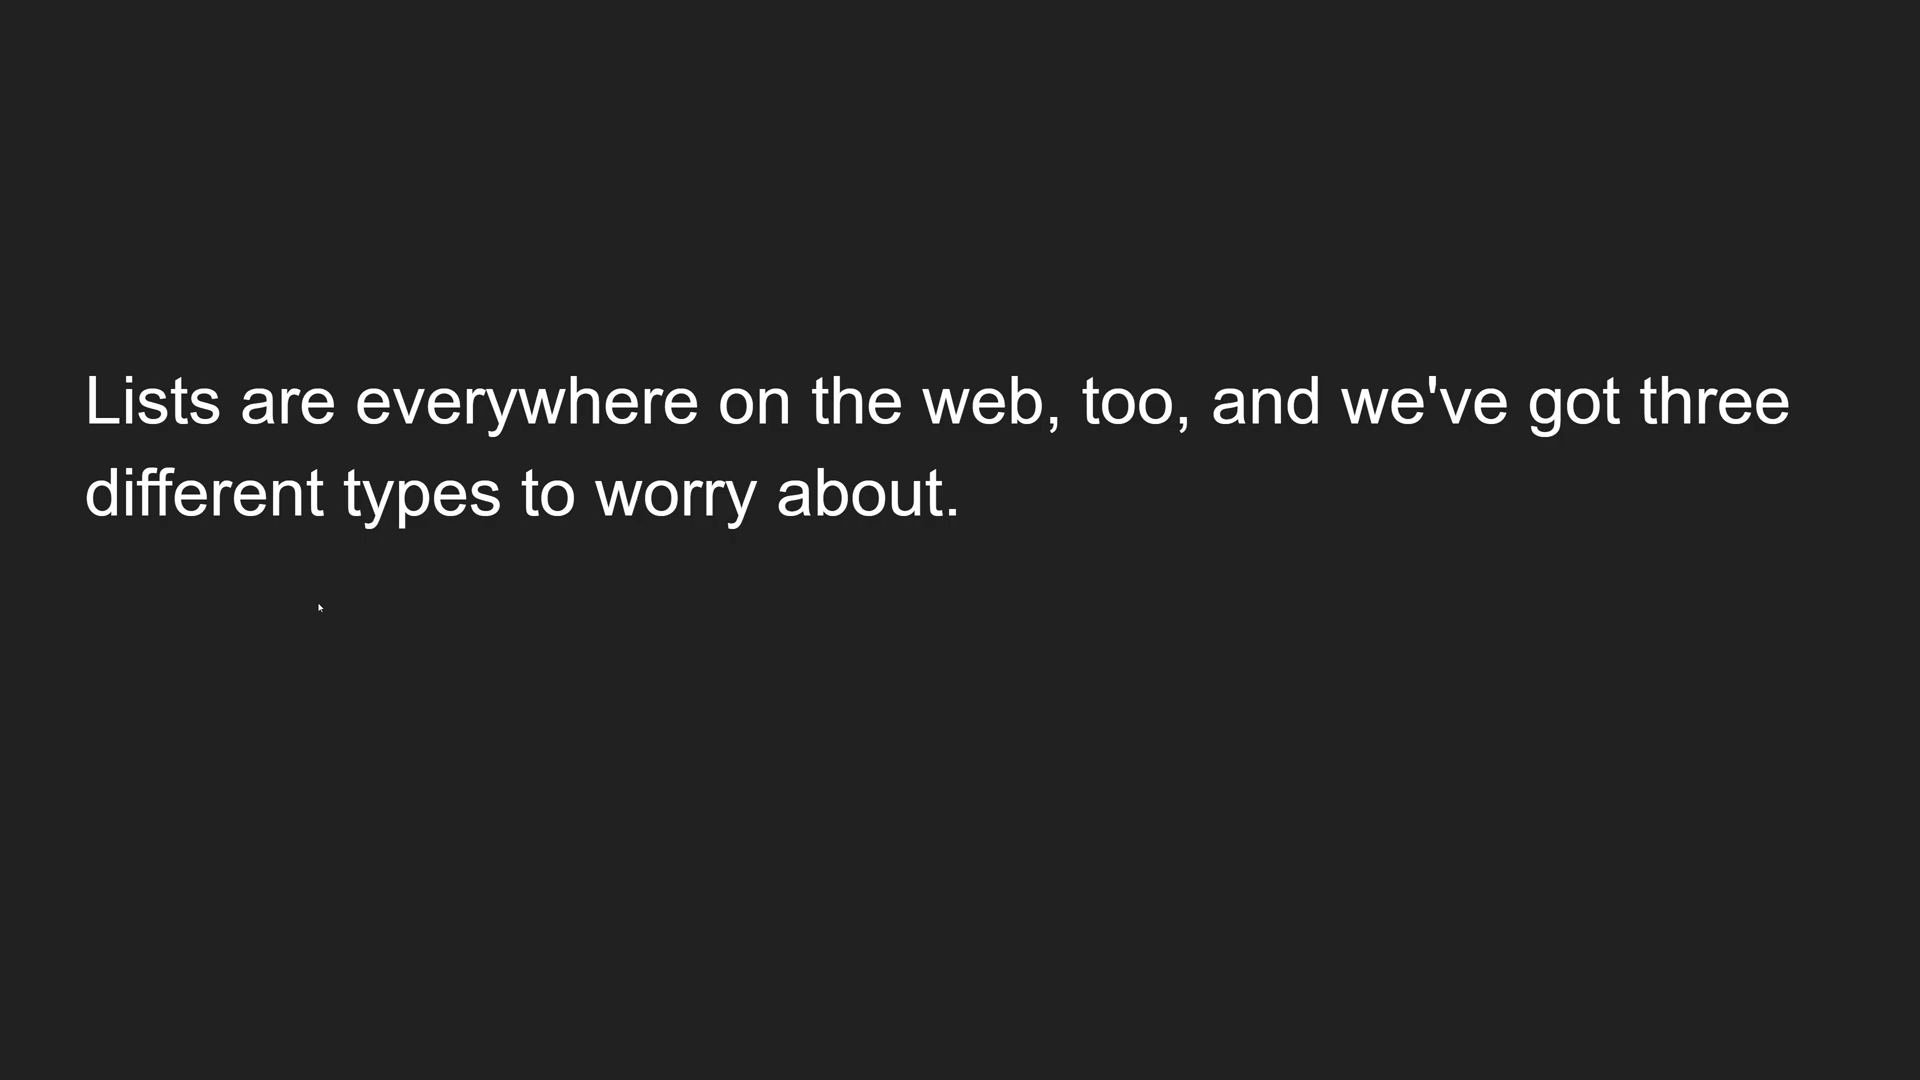 Lists are everywhere on the web, too, and we've got three
different types to worry about.